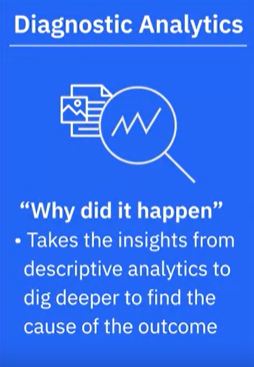 Diagnostic Analytics
“Why did it happen”
• Takes the insights from
descriptive analytics to
dig deeper to find the
cause of the outcome